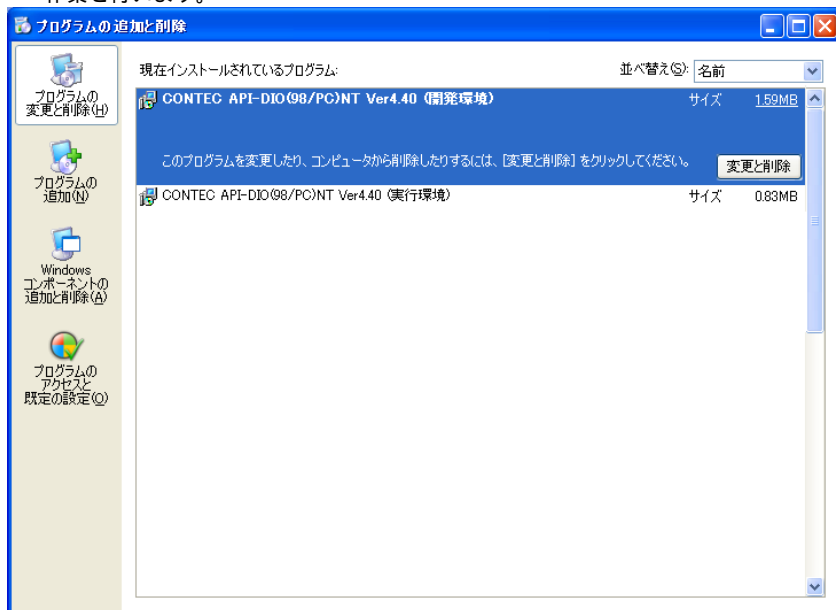 作業を行います。
プログラムの追加と削除
現在インストールされているプログラム:
並べ替え(S): 名前
プログラムの
変更と削除(H)
プログラムの
追加(N)
Windows
コンポーネントの
追加と削除(A)
プログラムの
アクセスと
既定の設定(O)
CONTEC API-DIO(98/PC)NT Ver4.40 (開発環境)
サイズ 1.59MB
このプログラムを変更したり、コンピュータから削除したりするには、[変更と削除] をクリックしてください。
変更と削除
CONTEC API-DIO(98/PC)NT Ver4.40 (実行環境)
サイズ 0.83MB